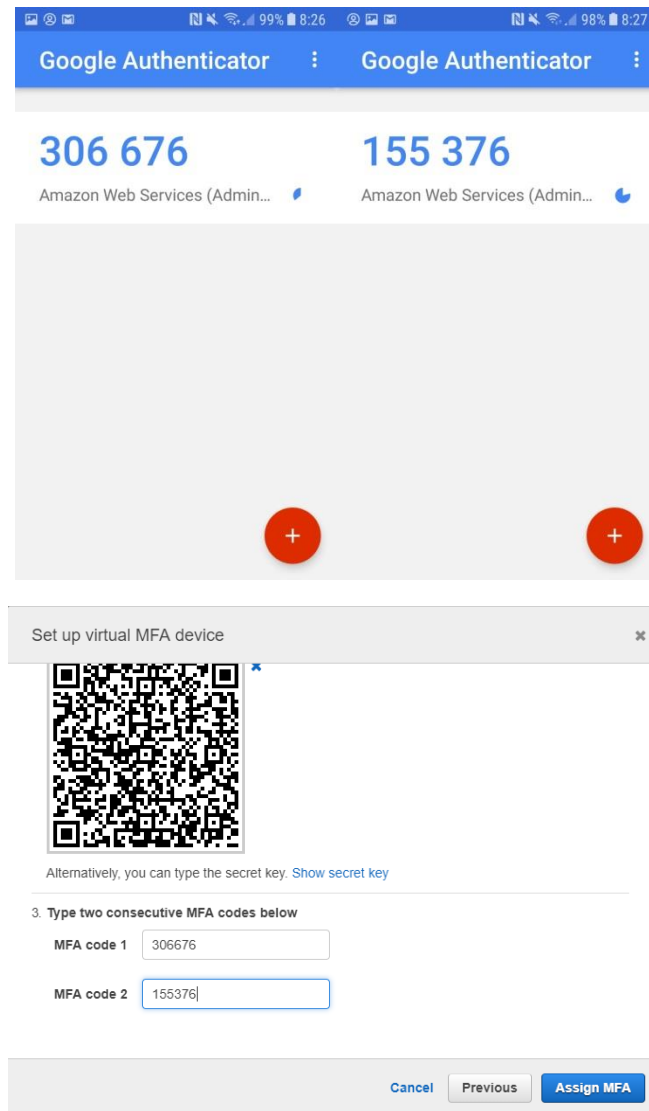 99% 8:26
98% 8:27
Google Authenticator
Google Authenticator
306 676
155 376
Amazon Web Services (Admin...
Amazon Web Services (Admin...
+
+
Set up virtual MFA device
Alternatively, you can type the secret key. Show secret key
3. Type two consecutive MFA codes below
MFA code 1 306676
MFA code 2 155376
Cancel Previous Assign MFA